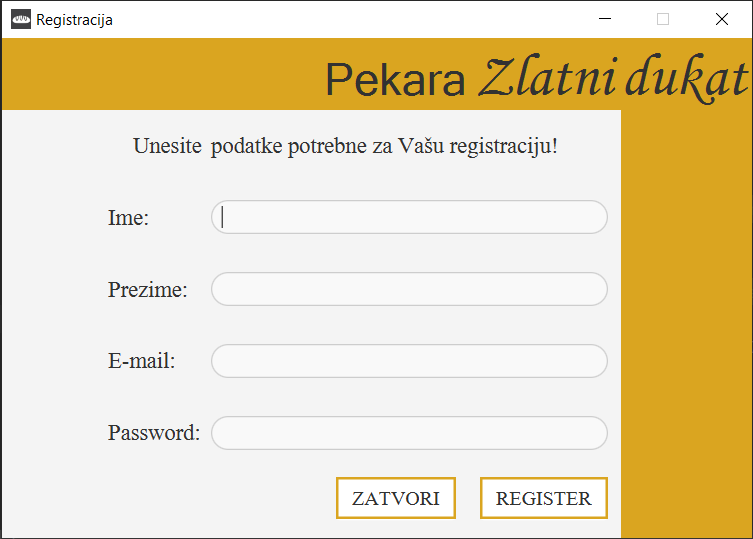 Registracija
Pekara Zlatni dukat
Unesite podatke potrebne za Vašu registraciju!
Ime:
Prezime:
E-mail:
Password:
ZATVORI REGISTER